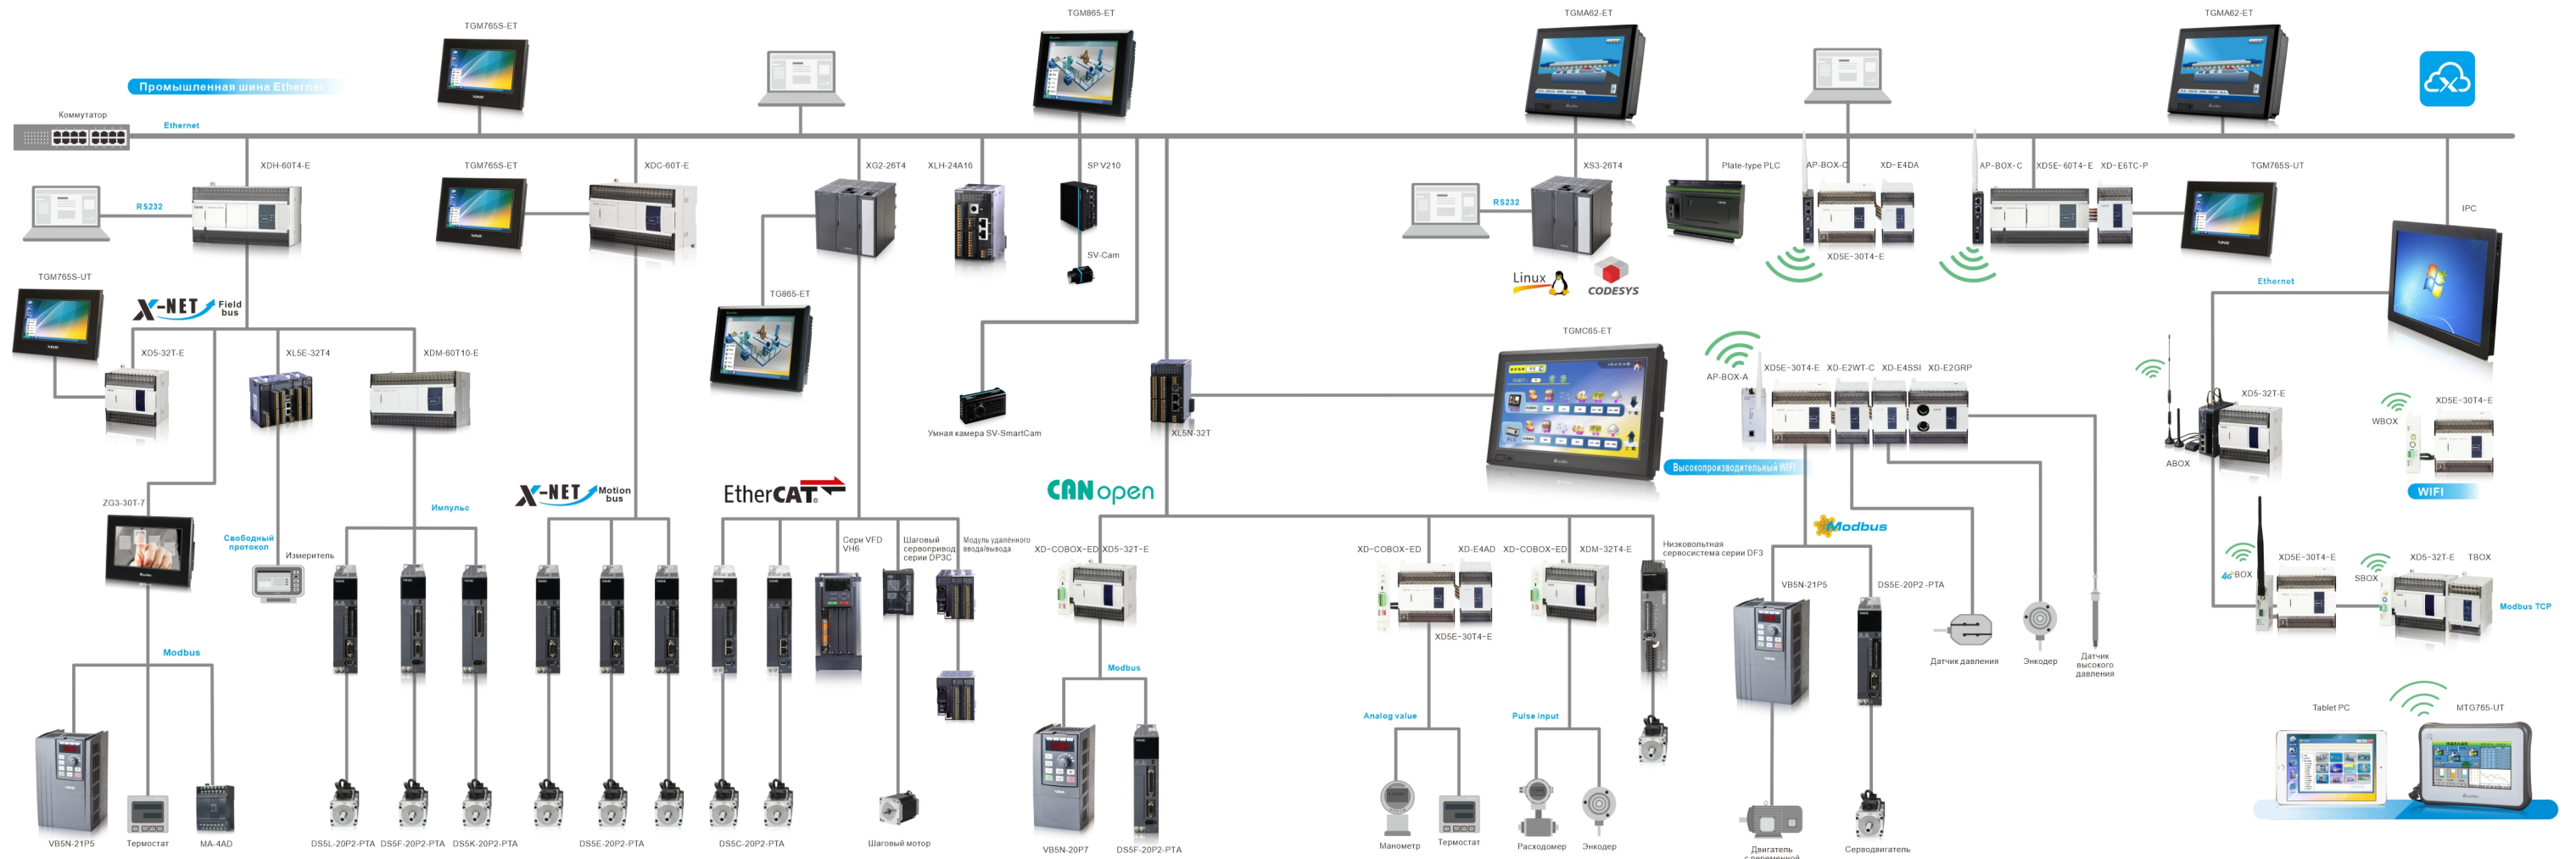 TGM765S-ET
TGM865-ET
TGMA62-ET
TGMA62-ET
Промышленная шина Ethernet
Коммутатор
Ethernet
XDH-60T4-E
TGM765S-ET
XDC-60T-E
XG2-26T4
XLH-24A16
SP V210
XS3-26T4
Plate-type PLC
AP-BOX-C
XD-E4DA
AP-BOX-C
XD5E-60T4-E
XD-E6TC-P
TGM765S-UT
RS232
RS232
IPC
SV-Cam
XD5E-30T4-E
TGM765S-UT
Linux
CODESYS
Ethernet
X-NET Field
bus
TG865-ET
TGMC65-ET
XD5-32T-E
XL5E-32T4
XDM-60T10-E
AP-BOX-A
XD5E-30T4-E
XD-E2WT-C
XD-E4SSI
XD-E2GRP
XD5-32T-E
XD5E-30T4-E
WBOX
Умная камера SV-SmartCam
XL5N-32T
Высокопроизводительный WIFI
ABOX
WIFI
X-NET Motion
bus
EtherCAT
CANopen
ZG3-30T-7
Импульс
Modbus
Свободный
протокол
Измеритель
Сери VFD
VH6
Шаговый
сервопривод
серии DP3C
Модуль удалённого
ввода/вывода
XD-COBOX-ED
XD5-32T-E
XD-COBOX-ED
XD-E4AD
XD-COBOX-ED
XDM-32T4-E
Низковольтная
сервосистема серии DF3
VB5N-21P5
DS5E-20P2 -PTA
4G-BOX
XD5E-30T4-E
SBOX
XD5-32T-E
TBOX
Modbus TCP
XD5E-30T4-E
Modbus
Modbus
Датчик давления
Энкодер
Датчик
высокого
давления
Analog value
Pulse input
Tablet PC
MTG765-UT
VB5N-21P5
Термостат
MA-4AD
DS5L-20P2-PTA
DS5F-20P2-PTA
DS5K-20P2-PTA
DS5E-20P2-PTA
DS5C-20P2-PTA
Шаговый мотор
VB5N-20P7
DS5F-20P2-PTA
Манометр
Термостат
Расходомер
Энкодер
Двигатель
с переменной
Серводвигатель